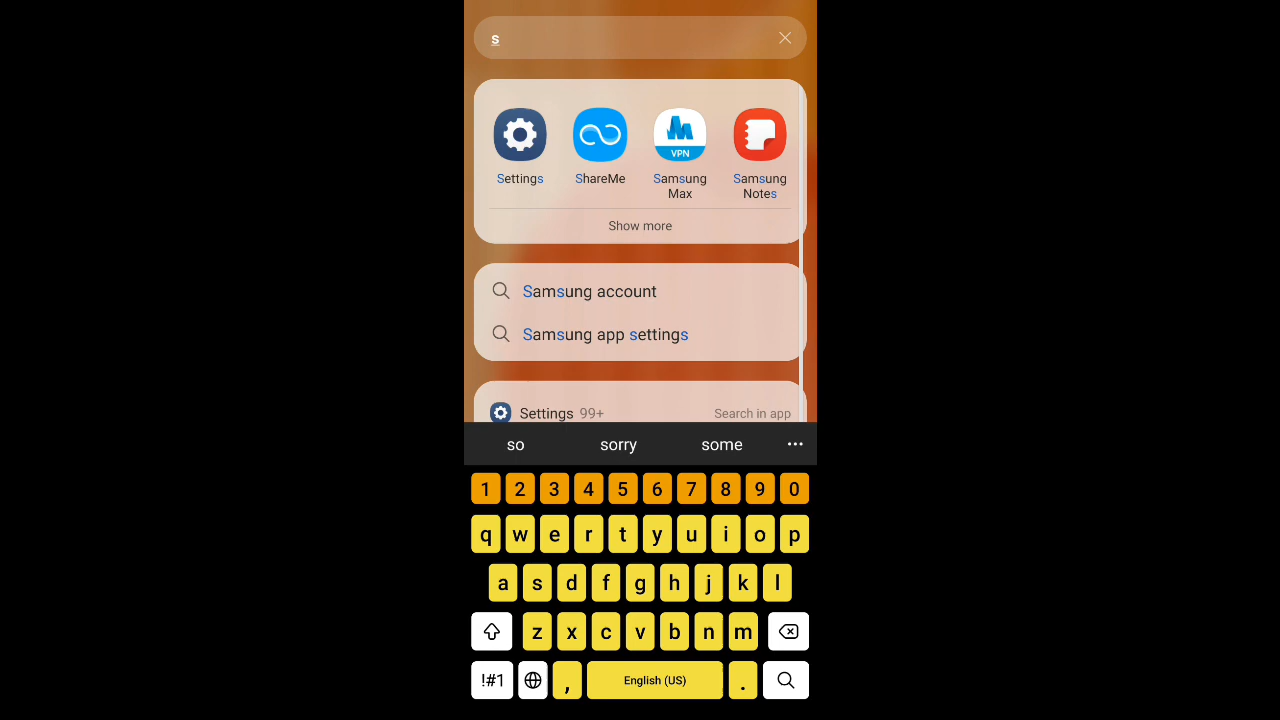 s
Settings
ShareMe
VPN
Samsung
Max
Samsung
Notes
Show more
Samsung account
Samsung app settings
Settings 99+
Search in app
so sorry some
1 2 3 4 5 6 7 8 9 0
q w e r t y u i o p
a s d f g h j k l
z x c v b n m
!#1 , English (US) .